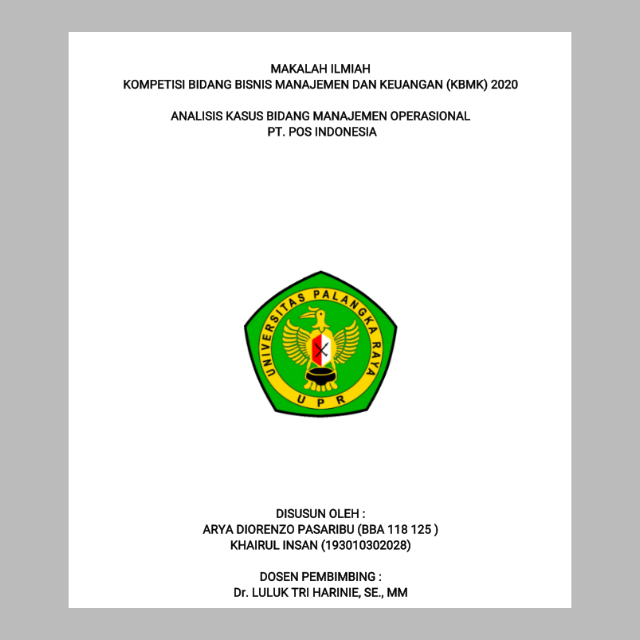 MAKALAH ILMIAH
KOMPETISI BIDANG BISNIS MANAJEMEN DAN KEUANGAN (KBMK) 2020
ANALISIS KASUS BIDANG MANAJEMEN OPERASIONAL
PT. POS INDONESIA
UNIVERSITAS PALANGKA RAYA
UPR
DISUSUN OLEH :
ARYA DIORENZO PASARIBU (BBA 118 125 )
KHAIRUL INSAN (193010302028)
DOSEN PEMBIMBING :
Dr. LULUK TRI HARINIE, SE., MM